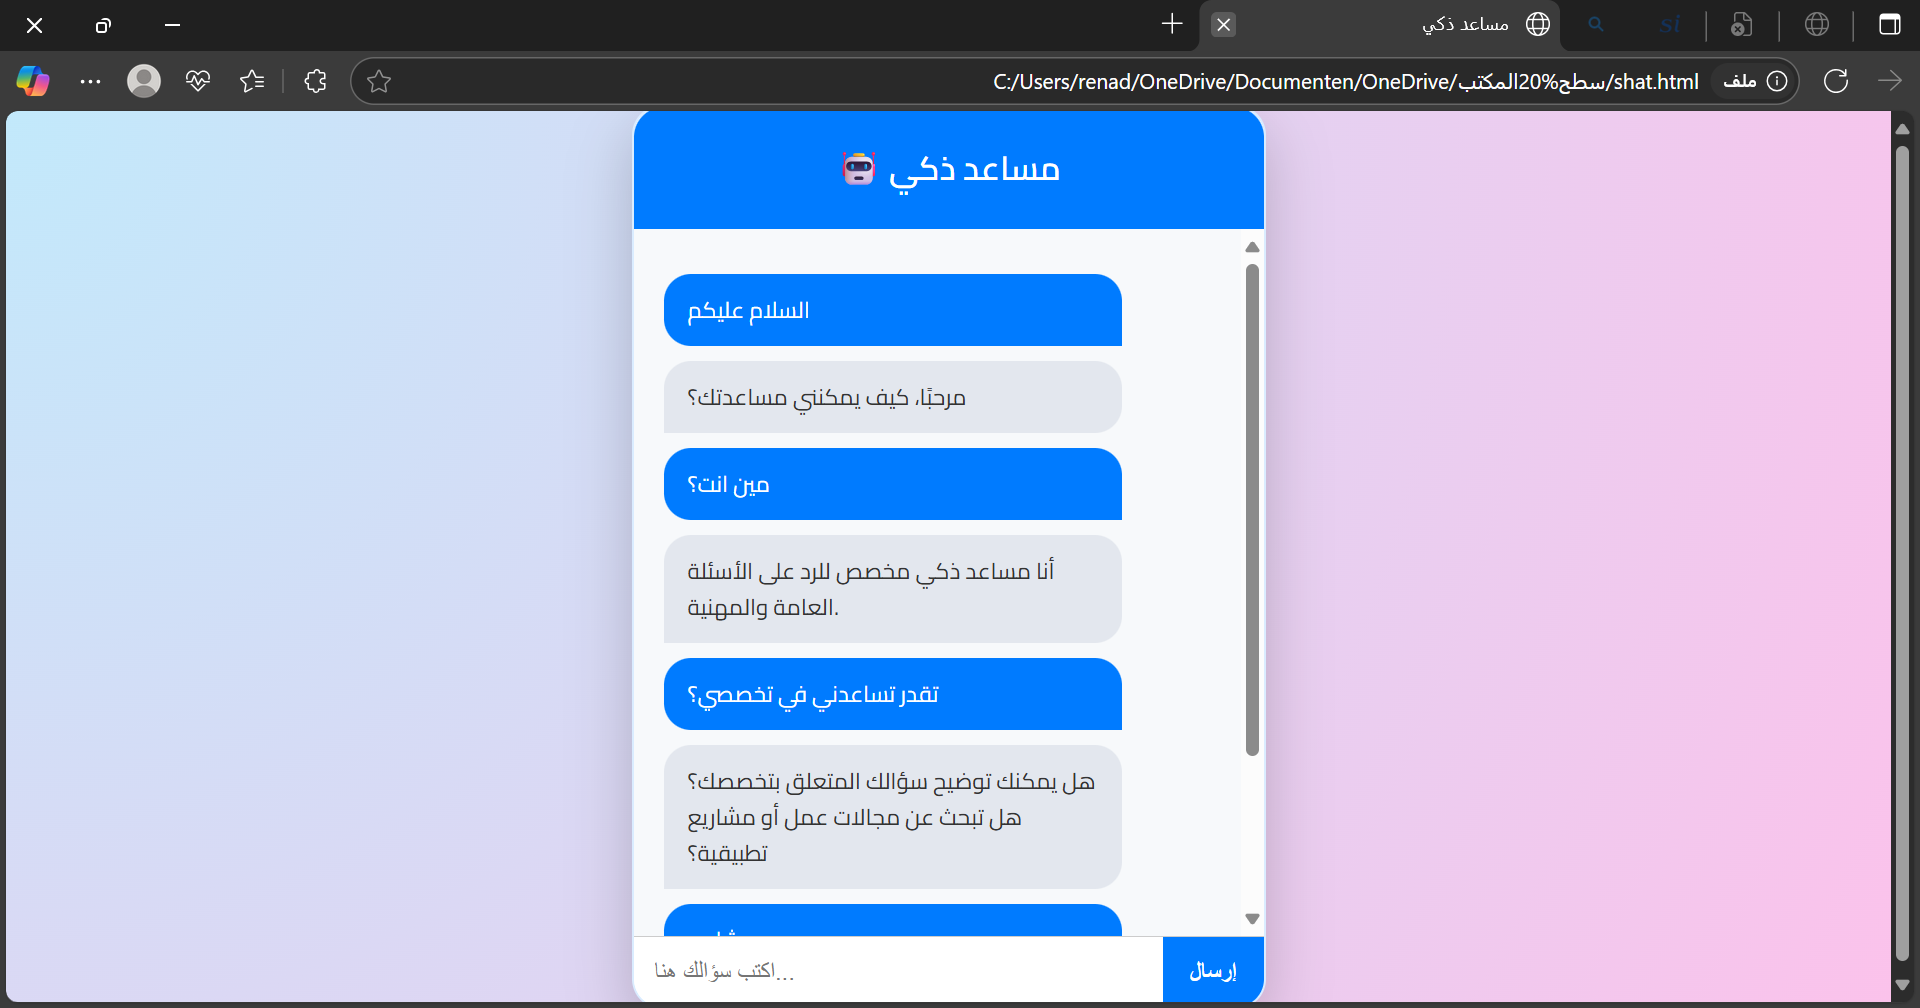 مساعد ذكي
si
ملف
C:/Users/renad/OneDrive/Documenten/OneDrive/سطح%20المكتب/shat.html
مساعد ذكي
السلام عليكم
مرحبًا، كيف يمكنني مساعدتك؟
مين انت؟
أنا مساعد ذكي مخصص للرد على الأسئلة
العامة والمهنية.
تقدر تساعدني في تخصصي؟
هل يمكنك توضيح سؤالك المتعلق بتخصصك؟
هل تبحث عن مجالات عمل أو مشاريع
تطبيقية؟
اكتب سؤالك هنا...
إرسال